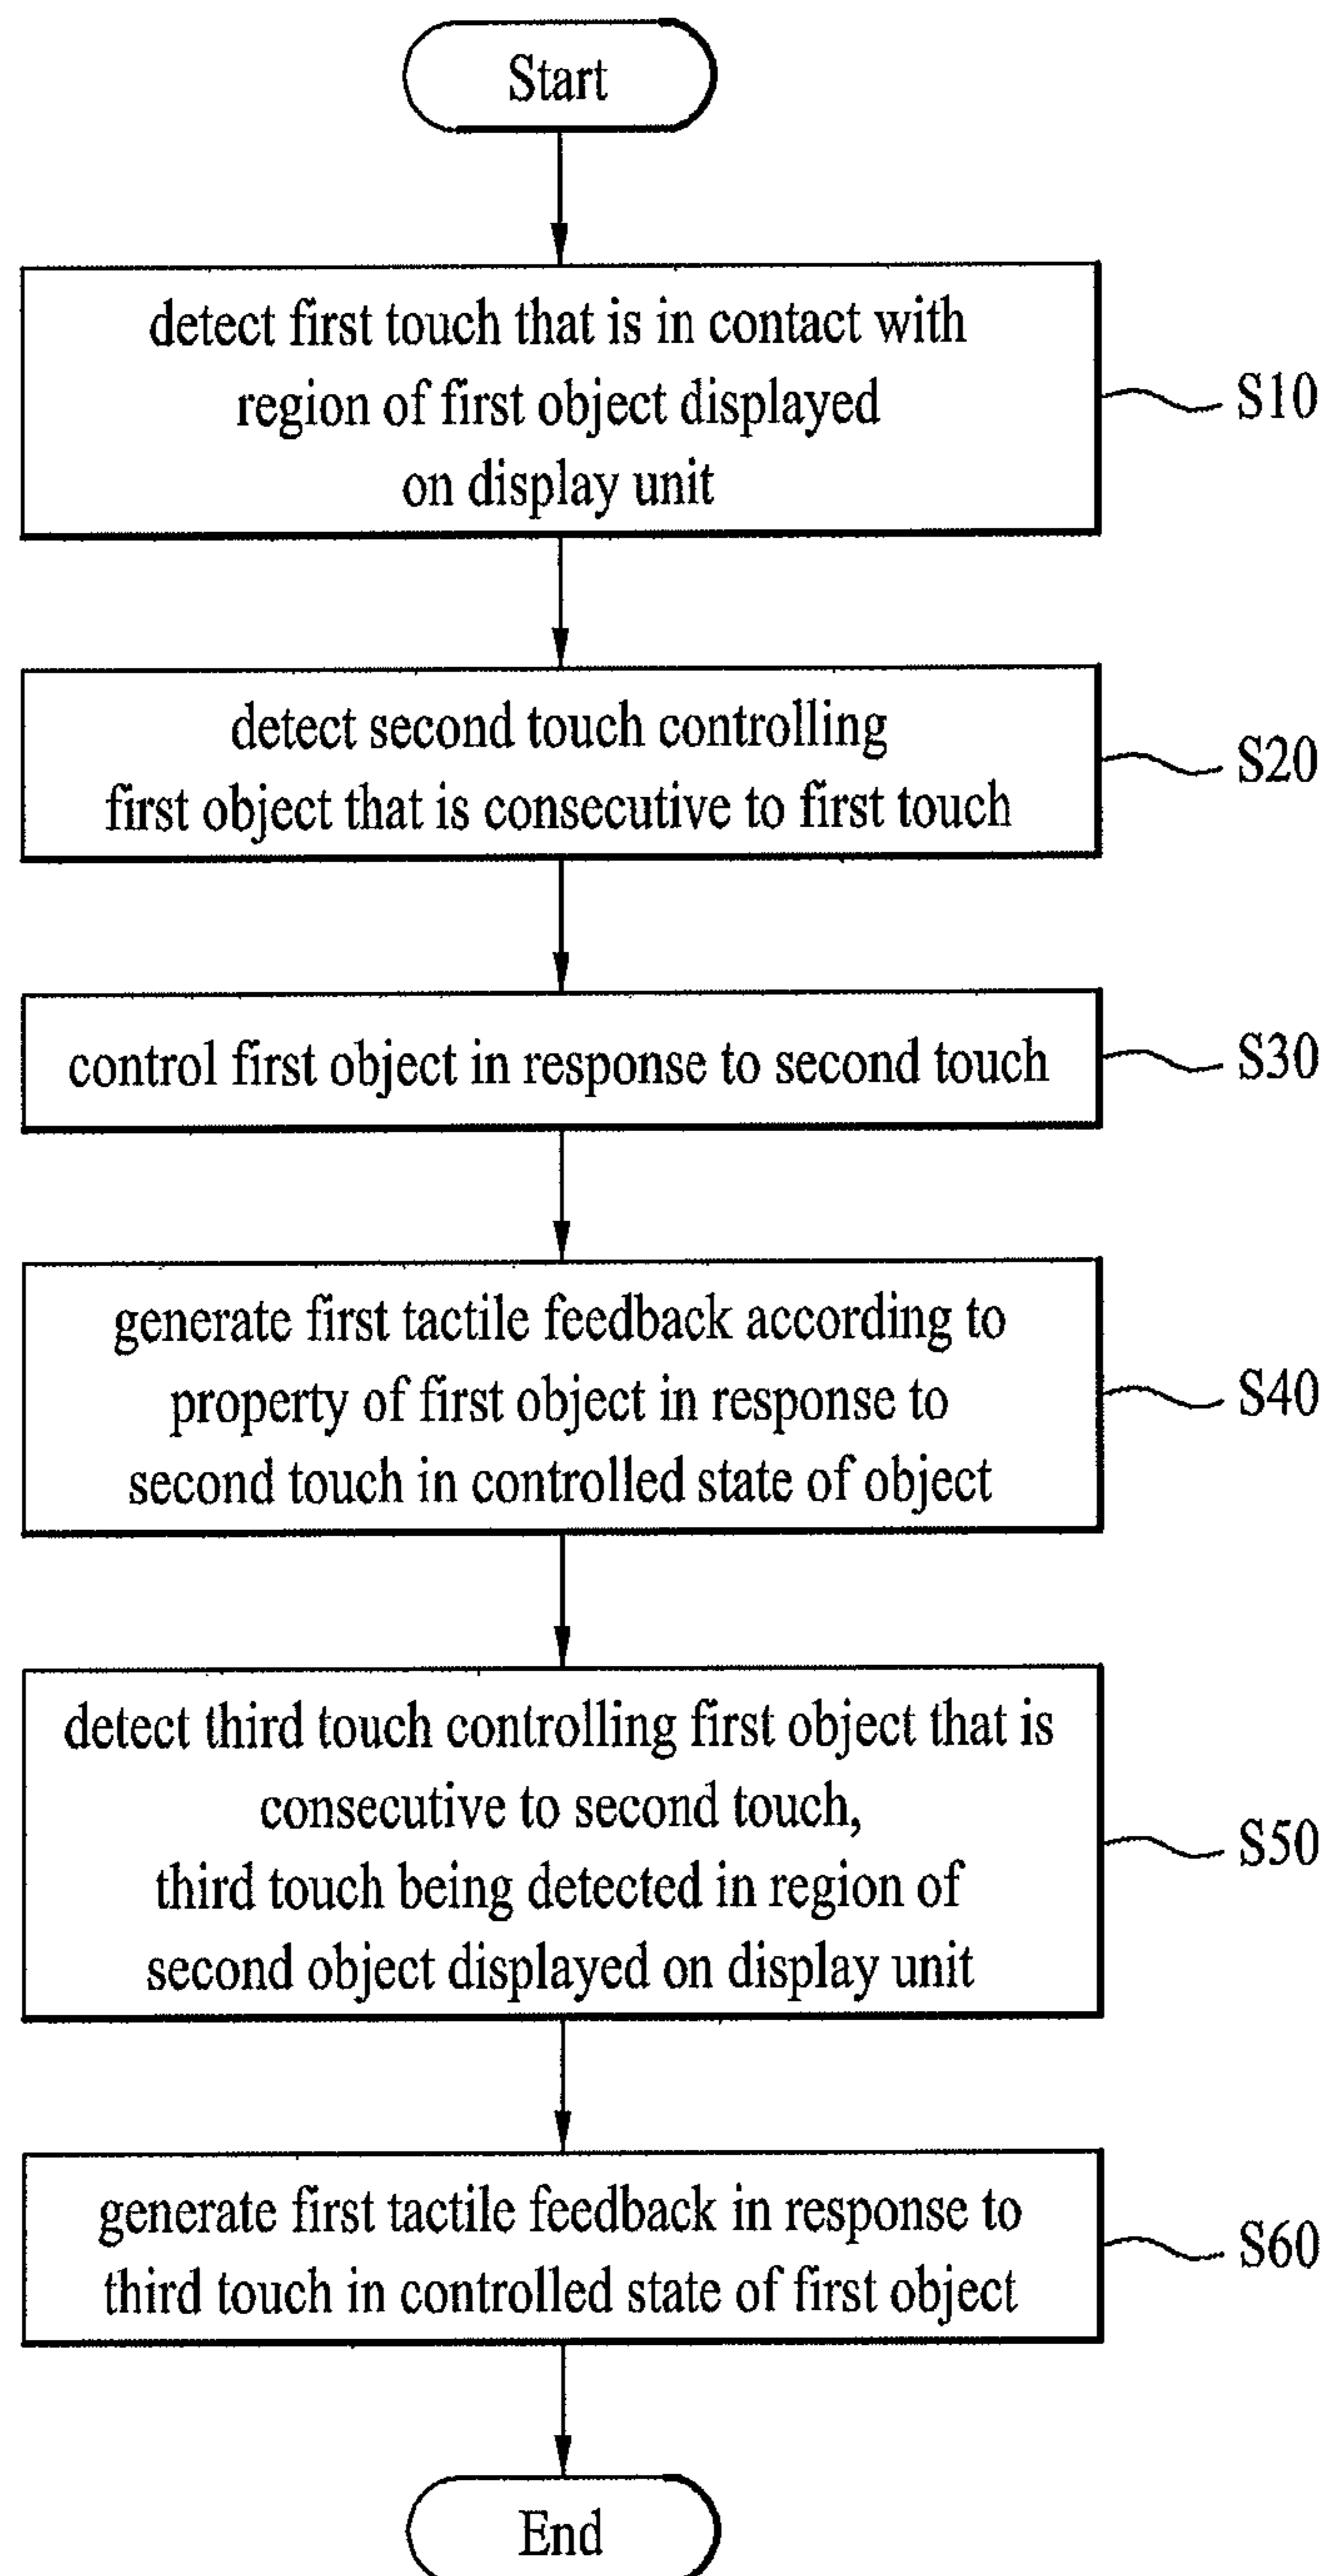 Start
detect first touch that is in contact with
region of first object displayed
on display unit
S10
detect second touch controlling
first object that is consecutive to first touch
S20
control first object in response to second touch
S30
generate first tactile feedback according to
property of first object in response to
second touch in controlled state of object
S40
detect third touch controlling first object that is
consecutive to second touch,
third touch being detected in region of
second object displayed on display unit
S50
generate first tactile feedback in response to
third touch in controlled state of first object
S60
End